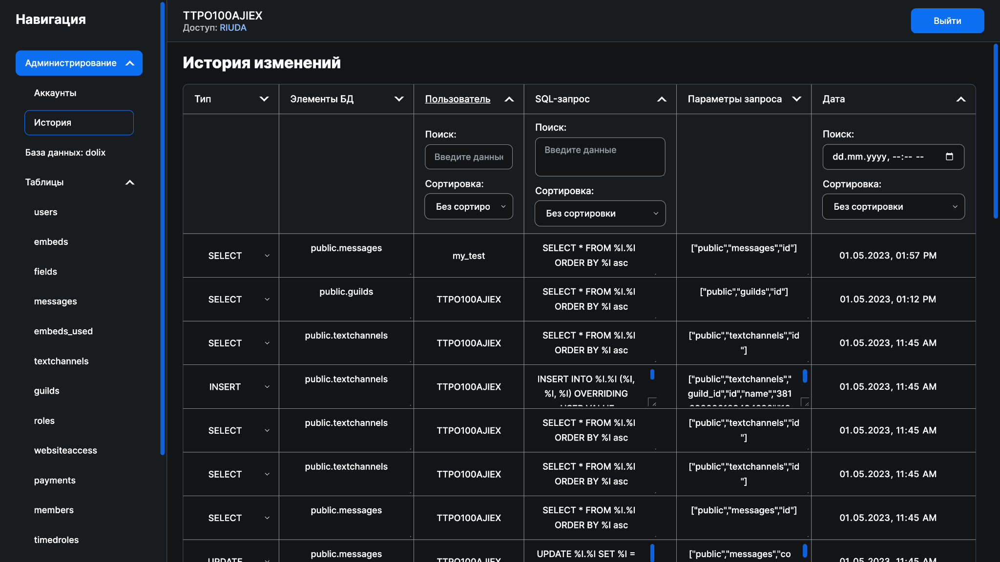 Навигация
Администрирование
Аккаунты
История
База данных: dolix
Таблицы
users
embeds
fields
messages
embeds_used
textchannels
guilds
roles
websiteaccess
payments
members
timedroles
TTPO100AJIEX
Доступ: RIUDA
Выйти
История изменений
Тип Элементы БД Пользователь SQL-запрос Параметры запроса Дата
Поиск:
Введите данны
Сортировка:
Без сортиро
Поиск:
Введите данные
Сортировка:
Без сортировки
Поиск:
dd.mm.yyyy, --:-- --
Сортировка:
Без сортировки
SELECT public.messages my_test SELECT * FROM %I.%I ["public","messages","id"] 01.05.2023, 01:57 PM
ORDER BY %I asc
SELECT public.guilds TTPO100AJIEX SELECT * FROM %I.%I ["public","guilds","id"] 01.05.2023, 01:12 PM
ORDER BY %I asc
SELECT public.textchannels TTPO100AJIEX SELECT * FROM %I.%I ["public","textchannels","id 01.05.2023, 11:45 AM
ORDER BY %I asc "]
INSERT public.textchannels TTPO100AJIEX INSERT INTO %I.%I (%I, ["public","textchannels"," 01.05.2023, 11:45 AM
%I, %I) OVERRIDING guild_id","id","name","381
SELECT public.textchannels TTPO100AJIEX SELECT * FROM %I.%I ["public","textchannels","id 01.05.2023, 11:45 AM
ORDER BY %I asc "]
SELECT public.textchannels TTPO100AJIEX SELECT * FROM %I.%I ["public","textchannels","id 01.05.2023, 11:45 AM
ORDER BY %I asc "]
SELECT public.messages TTPO100AJIEX SELECT * FROM %I.%I ["public","messages","id"] 01.05.2023, 11:45 AM
ORDER BY %I asc
UPDATE public.messages TTPO100AJIEX UPDATE %I.%I SET %I = ["public","messages","co 01.05.2023, 11:45 AM